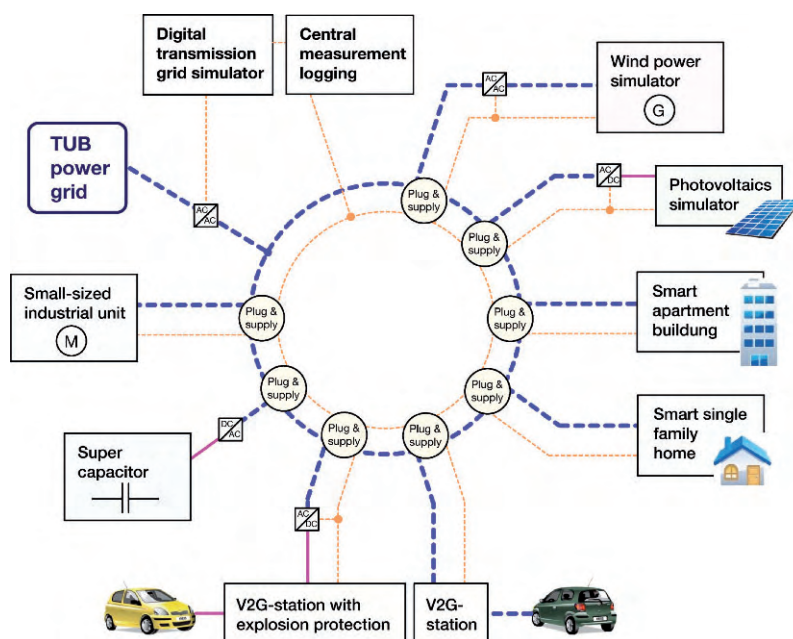 Digital
transmission
grid simulator
Central
measurement
logging
Wind power
simulator
G
AC
AC
TUB
power
grid
AC
AC
AC
DC
Photovoltaics
simulator
Plug &
supply
Plug &
supply
Small-sized
industrial unit
M
Plug &
supply
Plug &
supply
Smart
apartment
buildung
Plug &
supply
Plug &
supply
Smart single
family
home
Plug &
supply
Plug &
supply
DC
AC
Super
capacitor
AC
DC
V2G-station with
explosion protection
V2G-
station